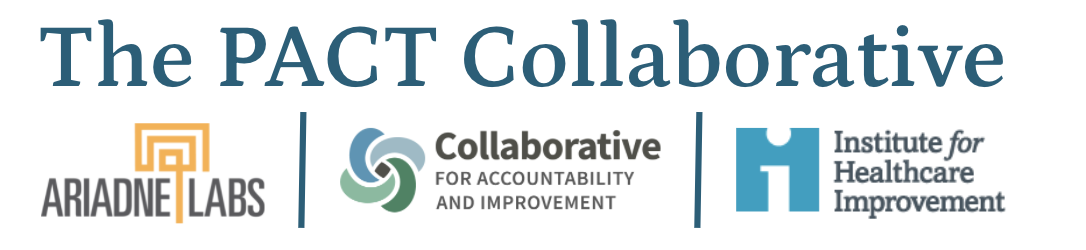 The PACT Collaborative
ARIADNE LABS
Collaborative
FOR ACCOUNTABILITY
AND IMPROVEMENT
Institute for
Healthcare
Improvement